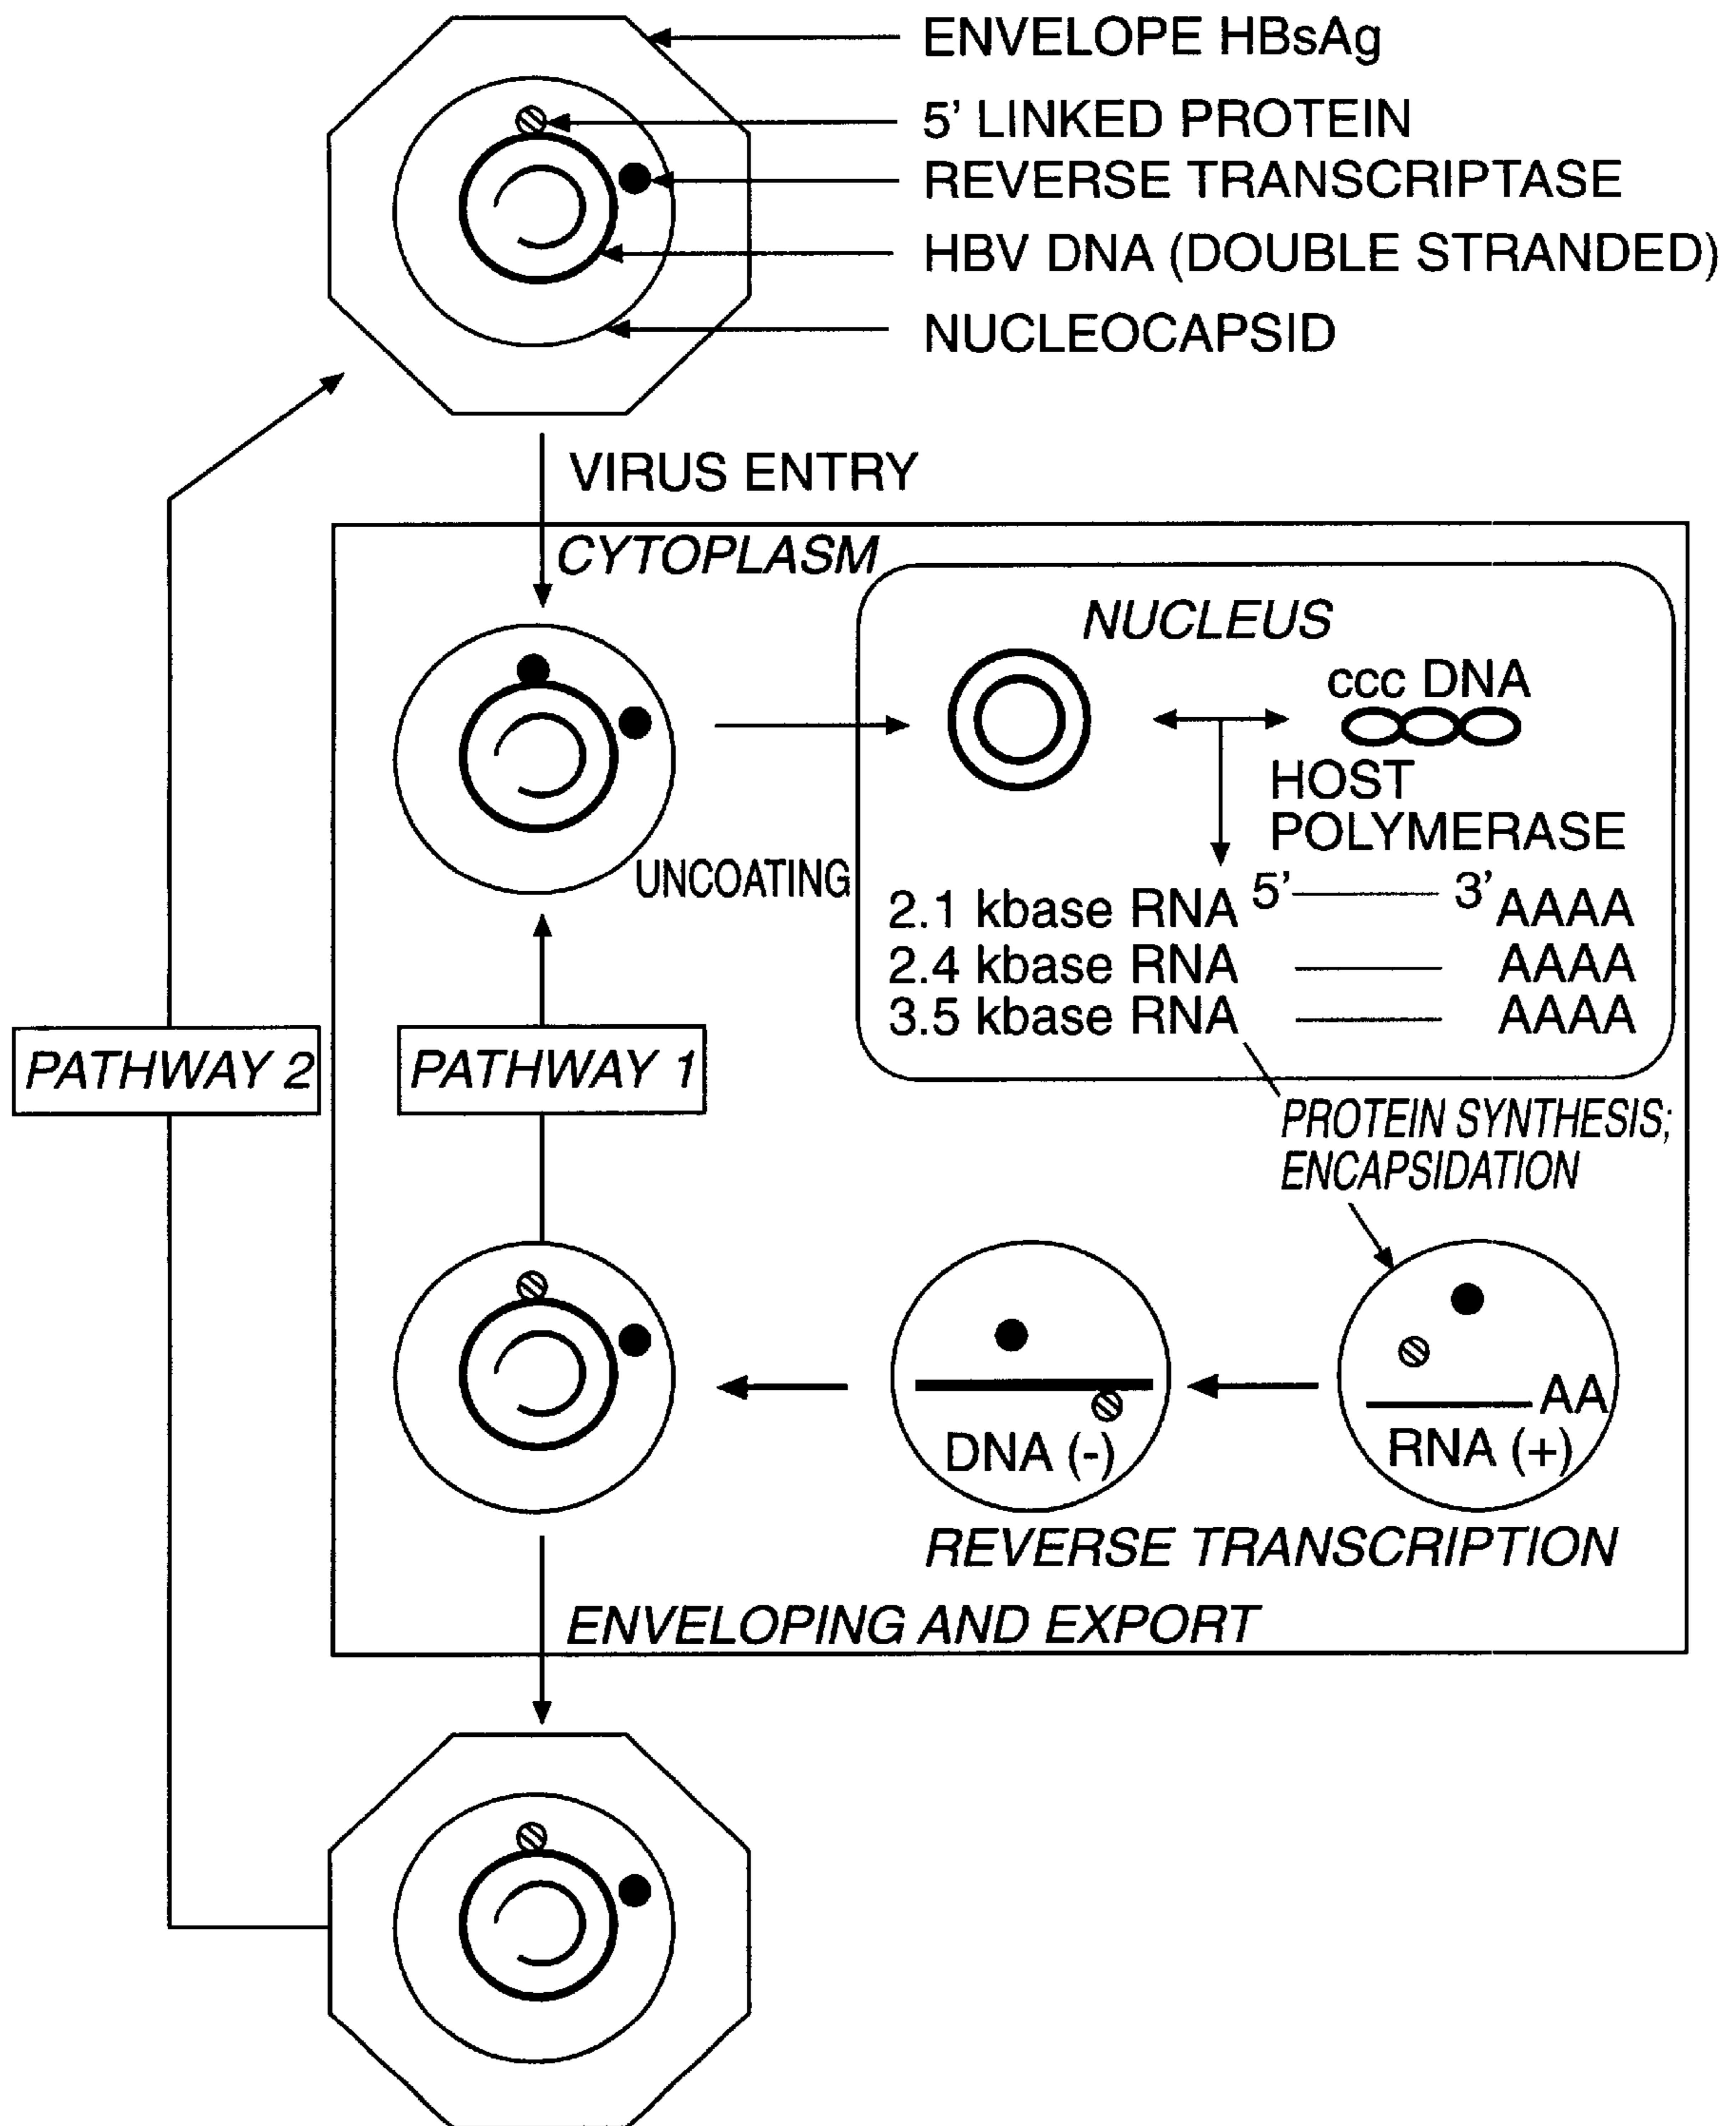 ENVELOPE HBsAg
5' LINKED PROTEIN
REVERSE TRANSCRIPTASE
HBV DNA (DOUBLE STRANDED)
NUCLEOCAPSID
VIRUS ENTRY
CYTOPLASM
NUCLEUS
ccc DNA
HOST
POLYMERASE
UNCOATING
2.1 kbase RNA 5' 3' AAAA
2.4 kbase RNA AAAA
3.5 kbase RNA AAAA
PATHWAY 2
PATHWAY 1
PROTEIN SYNTHESIS;
ENCAPSIDATION
AA
DNA (-)
RNA (+)
REVERSE TRANSCRIPTION
ENVELOPING AND EXPORT